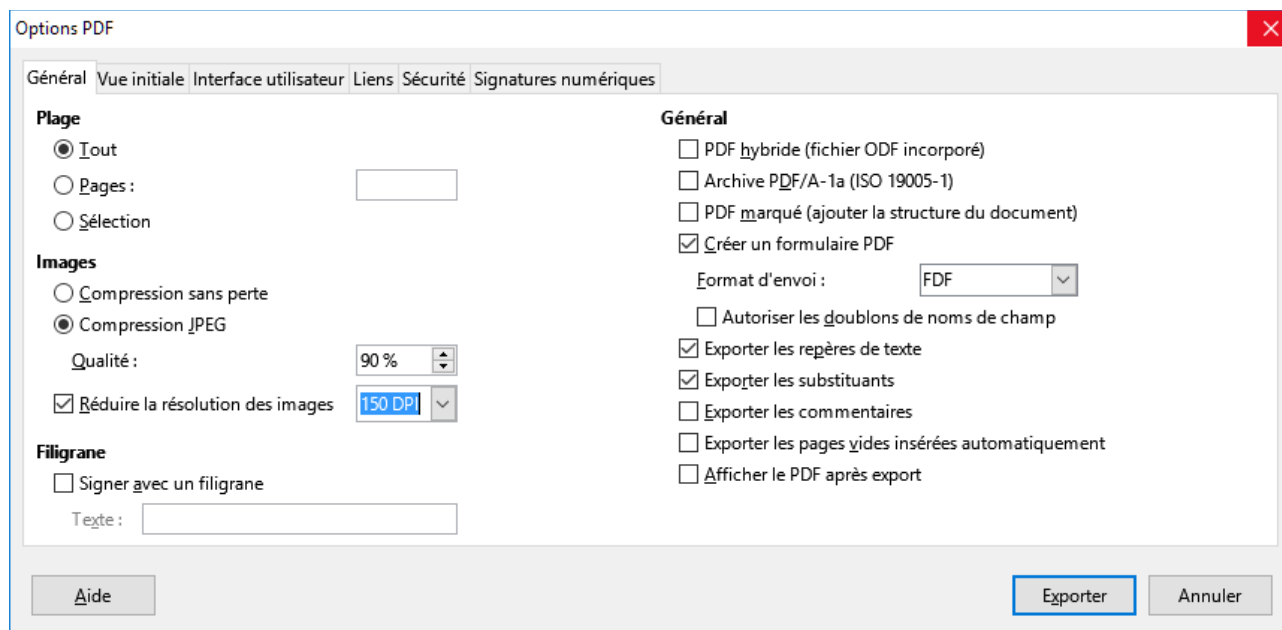 Options PDF
Général Vue initiale Interface utilisateur Liens Sécurité Signatures numériques
Plage
Tout
Pages :
Sélection
Images
Compression sans perte
Compression JPEG
Qualité : 90 %
Réduire la résolution des images 150 DPI
Filigrane
Signer avec un filigrane
Texte :
Général
PDF hybride (fichier ODF incorporé)
Archive PDF/A-1a (ISO 19005-1)
PDF marqué (ajouter la structure du document)
Créer un formulaire PDF
Format d'envoi : FDF
Autoriser les doublons de noms de champ
Exporter les repères de texte
Exporter les substituants
Exporter les commentaires
Exporter les pages vides insérées automatiquement
Afficher le PDF après export
Aide Exporter Annuler